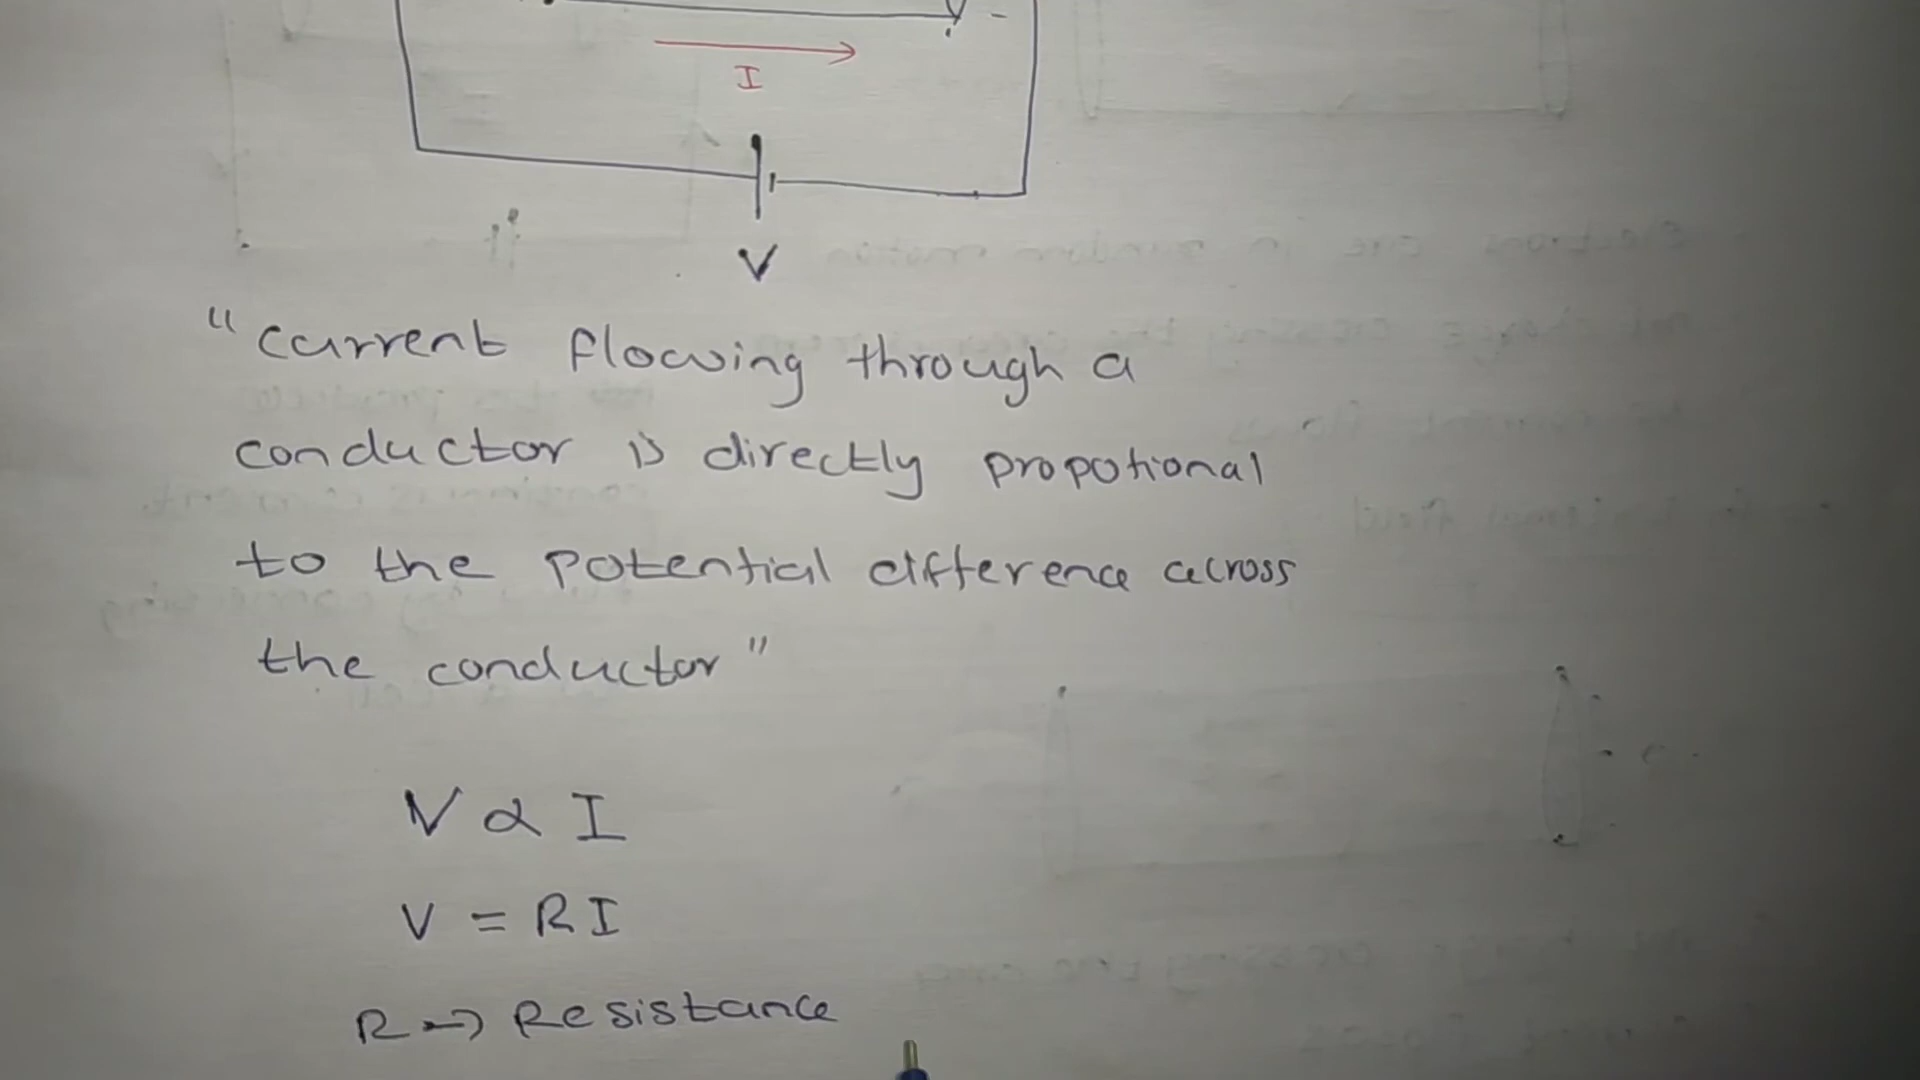 I
V
"Current flowing through a
conductor is directly propotional
to the potential difference across
the conductor"
V ∝ I
V = RI
R → Resistance